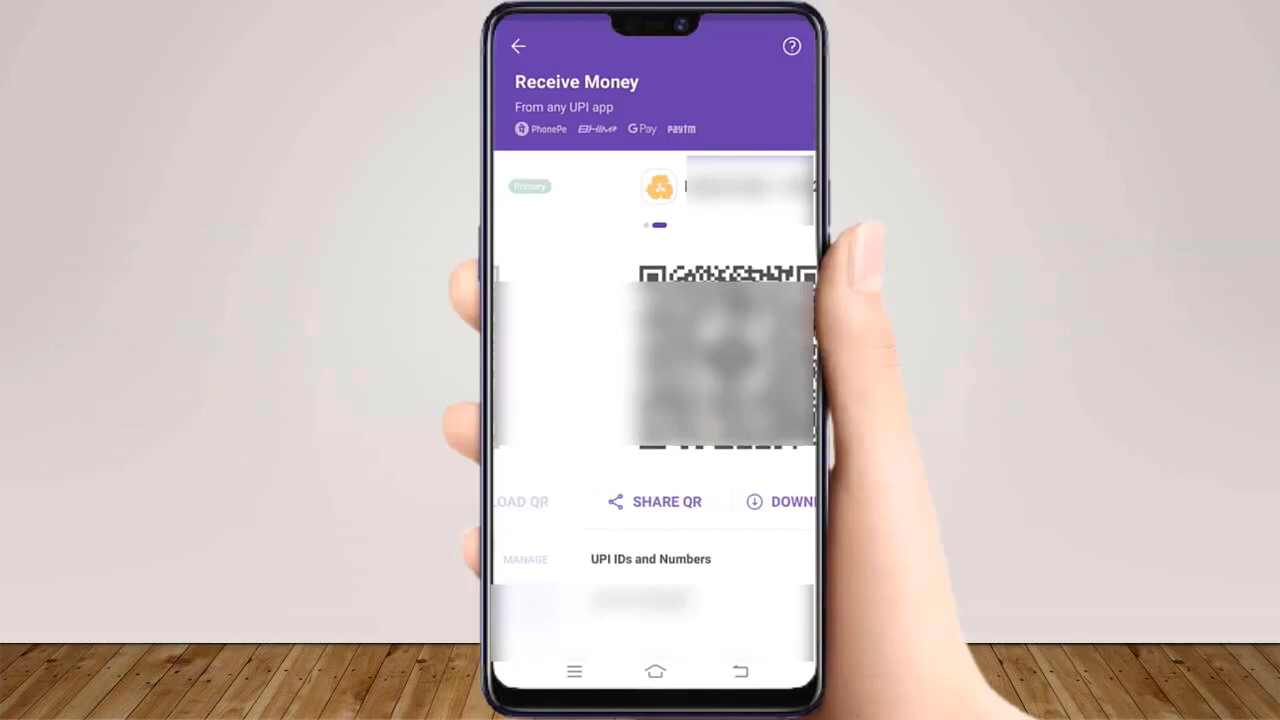 Receive Money
From any UPI app
PhonePe BHIM GPay paytm
Primary
LOAD QR SHARE QR DOWN
MANAGE UPI IDs and Numbers